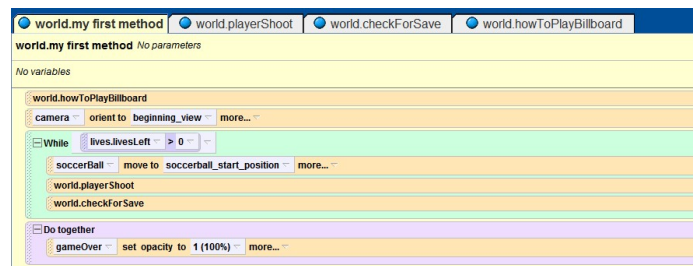 world.my first method world.playerShoot world.checkForSave world.howToPlayBillboard
world.my first method No parameters
No variables
world.howToPlayBillboard
camera orient to beginning_view more...
While lives.livesLeft > 0
soccerBall move to soccerball_start_position more...
world.playerShoot
world.checkForSave
Do together
gameOver set opacity to 1 (100%) more...